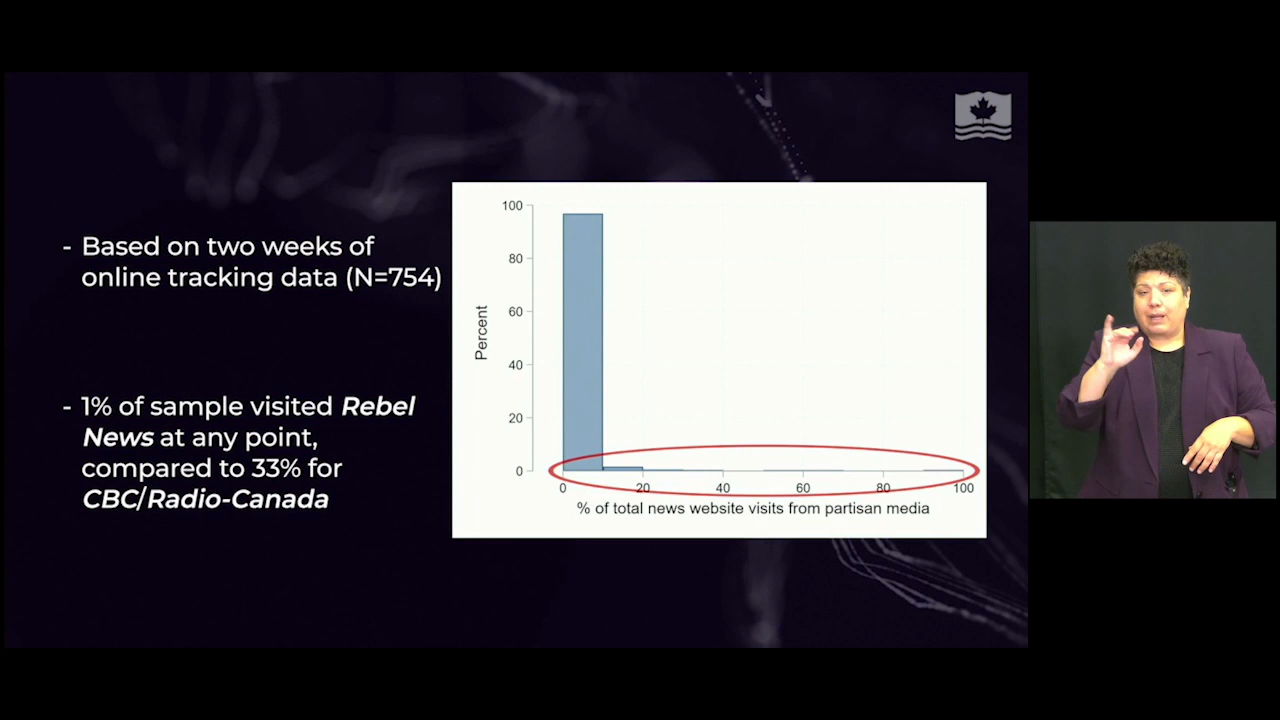 - Based on two weeks of
online tracking data (N=754)
- 1% of sample visited Rebel
News at any point,
compared to 33% for
CBC/Radio-Canada
Percent
100
80
60
40
20
0
0 20 40 60 80 100
% of total news website visits from partisan media